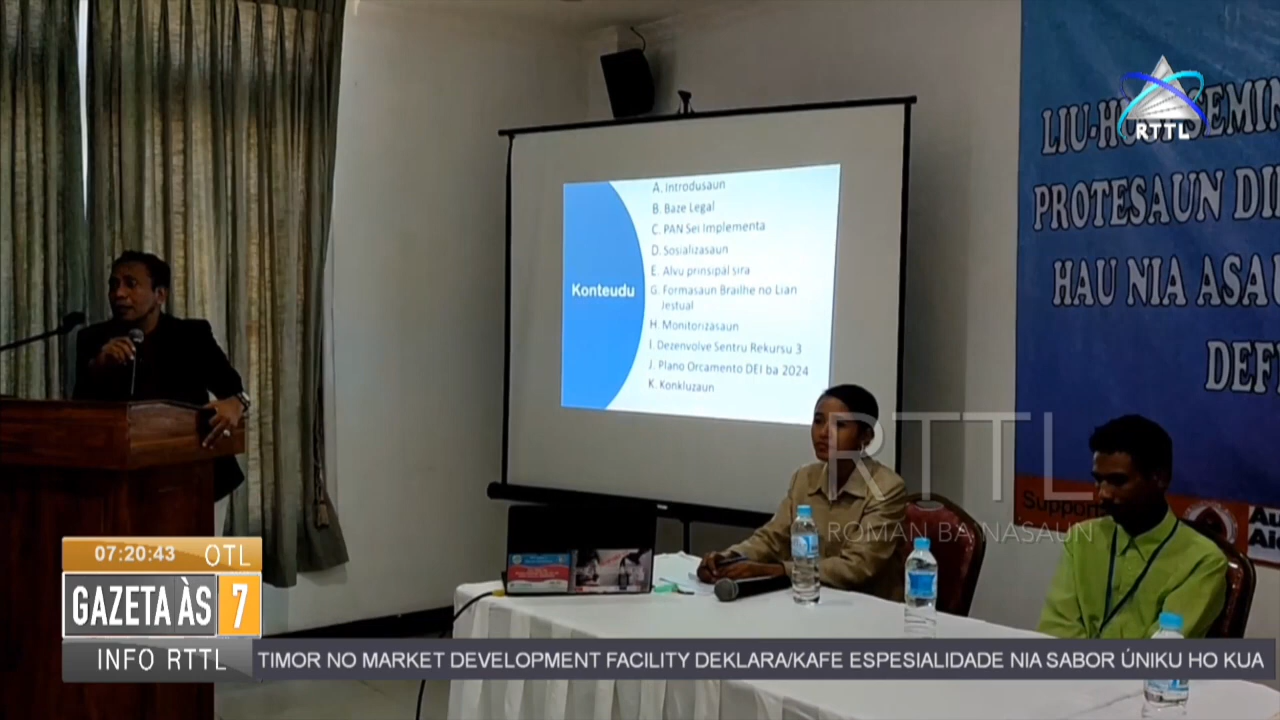 LIU-HOSI SEMIN
PROTESAUN DI
HAU NIA ASA
DEF
RTTL
A. Introdusaun
B. Baze Legal
C. PAN Sei Implementa
D. Sosializasaun
E. Alvu prinsipal sira
Konteudu
G. Formasaun Brailhe no Lian
Jestual
H. Monitorizasaun
I. Dezenvolve Sentru Rekursu 3
J. Plano Orcamento DEI ba 2024
K. Konkluzaun
RTTL
ROMAN BA NASAUN
Support
07:20:43 OTL
GAZETA ÀS 7
INFO RTTL
TIMOR NO MARKET DEVELOPMENT FACILITY DEKLARA/KAFE ESPESIALIDADE NIA SABOR ÚNIKU HO KUA